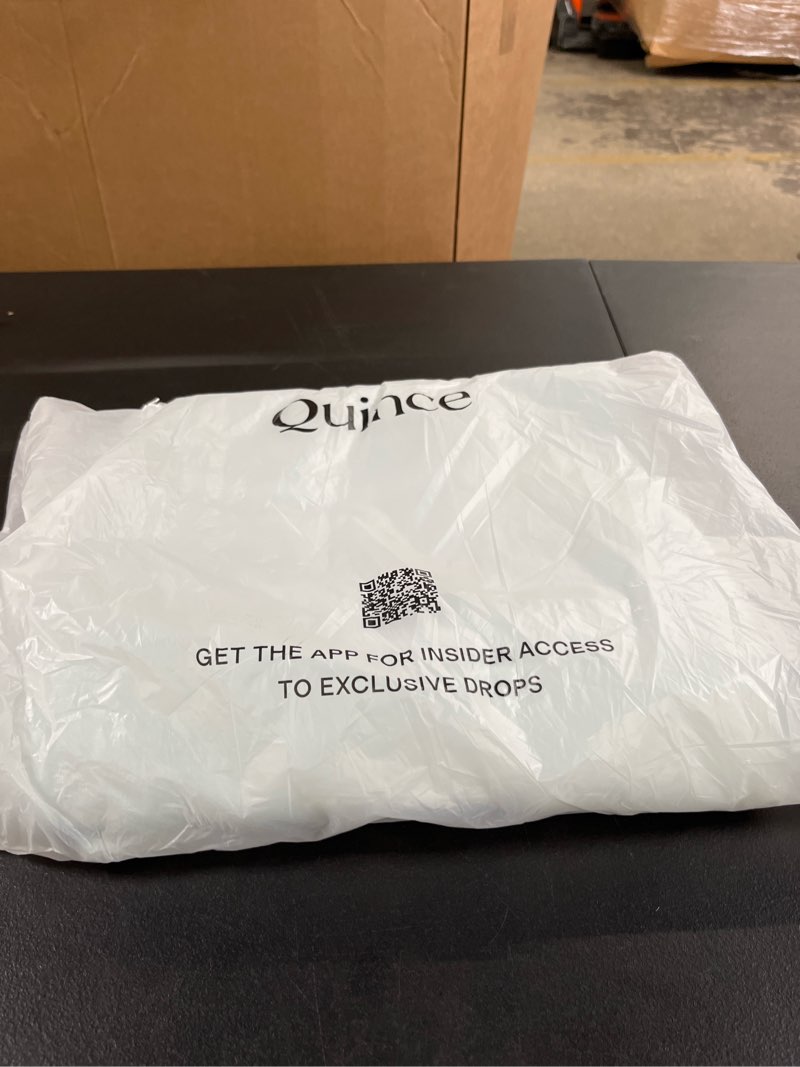 Quince
GET THE APP FOR INSIDER ACCESS
TO EXCLUSIVE DROPS